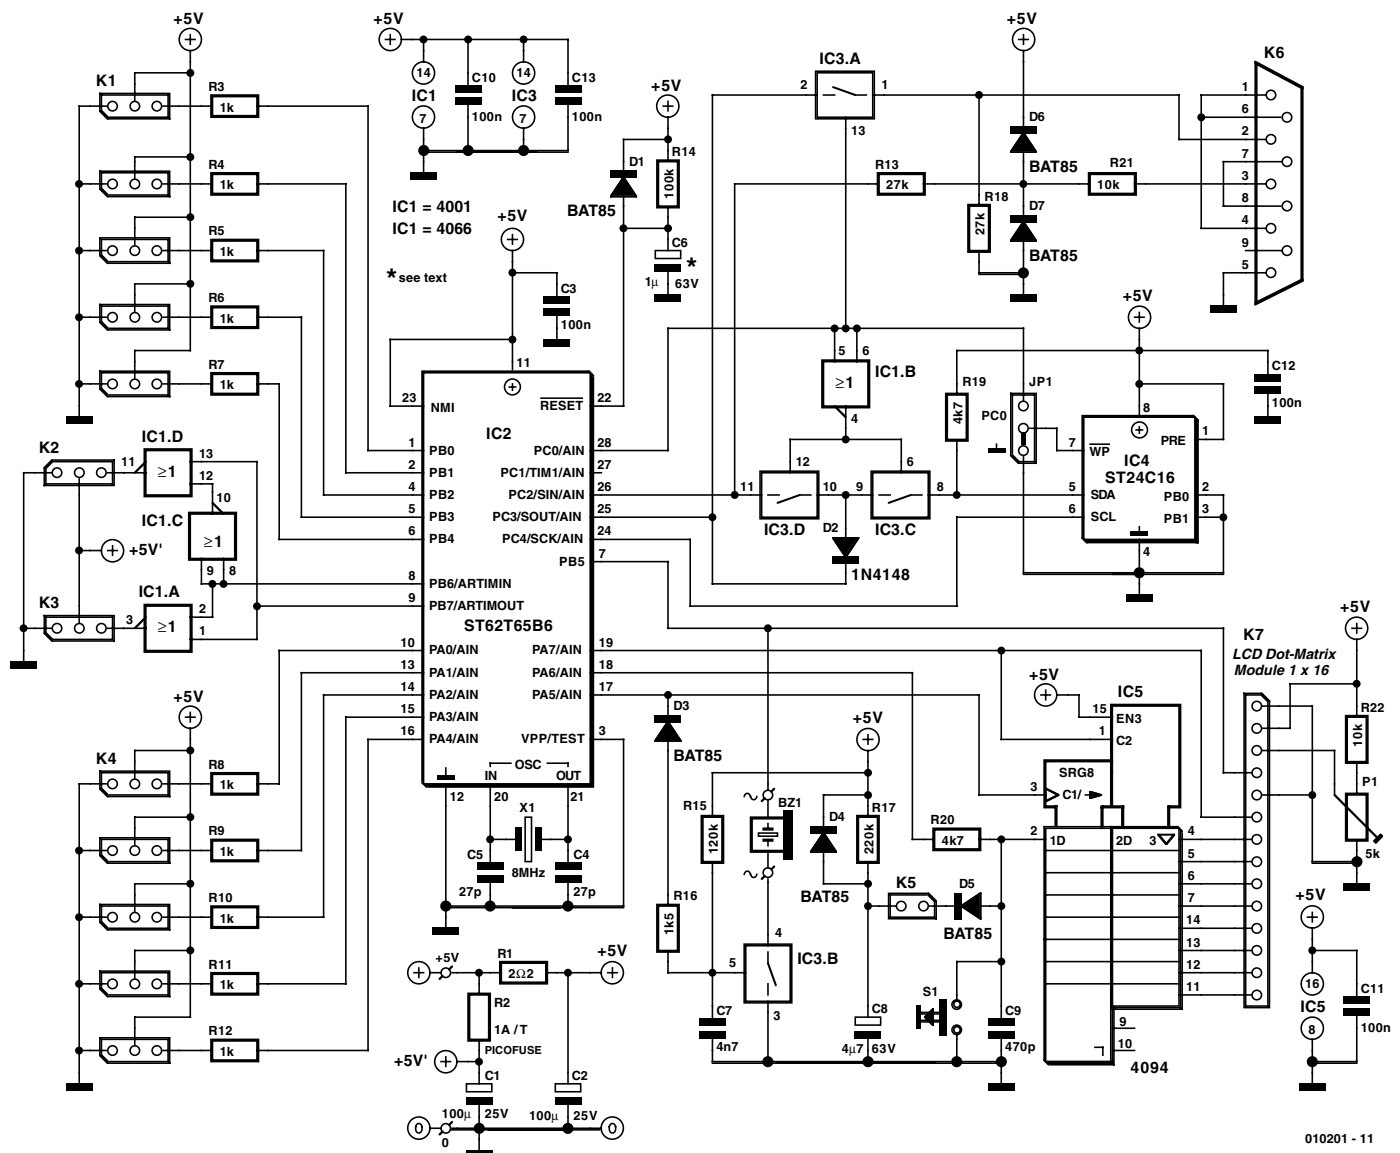 +5V
K1
R3
1k
R4
1k
R5
1k
R6
1k
R7
1k
+5V
14
IC1
7
C10
100n
14
IC3
7
C13
100n
IC1 = 4001
IC1 = 4066
*see text
+5V
C3
100n
+5V
D1
BAT85
R14
100k
C6
*
1µ
63V
IC3.A
2
1
13
+5V
D6
BAT85
R13
27k
R18
27k
D7
BAT85
R21
10k
K6
1
6
2
7
3
8
4
9
5
11
23
NMI
RESET
22
IC2
1
PB0
PC0/AIN
28
2
PB1
PC1/TIM1/AIN
27
4
PB2
PC2/SIN/AIN
26
5
PB3
PC3/SOUT/AIN
25
6
PB4
PC4/SCK/AIN
24
PB5
7
8
PB6/ARTIMIN
9
PB7/ARTIMOUT
ST62T65B6
10
PA0/AIN
PA7/AIN
19
13
PA1/AIN
PA6/AIN
18
14
PA2/AIN
PA5/AIN
17
15
PA3/AIN
16
PA4/AIN
VPP/TEST
3
OSC
IN
OUT
12
20
21
X1
8MHz
C5
27p
C4
27p
K2
11
IC1.D
≥1
13
12
IC1.C
10
≥1
9
8
+5V'
K3
3
IC1.A
≥1
2
1
5
6
IC1.B
≥1
4
12
11
10
IC3.D
6
9
8
IC3.C
D2
1N4148
R19
4k7
JP1
PC0
+5V
C12
100n
8
7
WP
PRE
1
IC4
ST24C16
5
SDA
PB0
2
6
SCL
PB1
3
4
+5V
K4
R8
1k
R9
1k
R10
1k
R11
1k
R12
1k
+5V
R1
2Ω2
+5V
R2
1A / T
PICOFUSE
+5V'
C1
100µ
25V
C2
100µ
25V
0
0
0
D3
BAT85
R15
120k
R16
1k5
BZ1
D4
BAT85
+5V
R17
220k
K5
D5
BAT85
R20
4k7
4
5
IC3.B
3
C7
4n7
C8
4µ7
63V
S1
C9
470p
+5V
IC5
15
EN3
1
C2
SRG8
3
C1/
2
1D
2D
3
4
5
6
7
14
13
12
11
9
10
4094
K7
LCD Dot-Matrix
Module 1 x 16
+5V
R22
10k
P1
5k
+5V
16
IC5
8
C11
100n
010201 - 11